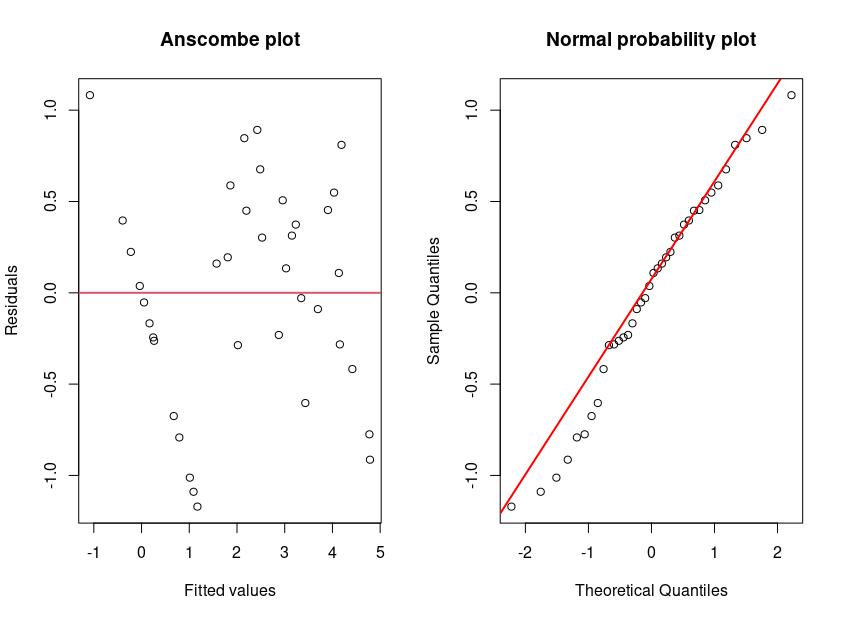 Anscombe plot
Residuals
1.0
0.5
0.0
-0.5
-1.0
-1 0 1 2 3 4 5
Fitted values
Normal probability plot
Sample Quantiles
1.0
0.5
0.0
-0.5
-1.0
-2 -1 0 1 2
Theoretical Quantiles